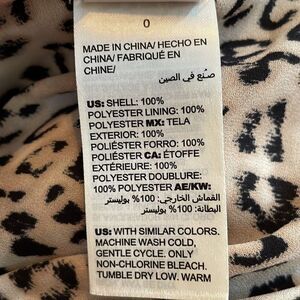 0
MADE IN CHINA/ HECHO EN
CHINA/ FABRIQUÉ EN
CHINE/
صُنع في الصين
US: SHELL: 100%
POLYESTER LINING: 100%
POLYESTER MX: TELA
EXTERIOR: 100%
POLIÉSTER FORRO: 100%
POLIÉSTER CA: ÉTOFFE
EXTÉRIEURE: 100%
POLYESTER DOUBLURE:
100% POLYESTER AE/KW:
القماش الخارجي: 100% بوليستر
البطانة: 100% بوليستر
US: WITH SIMILAR COLORS.
MACHINE WASH COLD,
GENTLE CYCLE. ONLY
NON-CHLORINE BLEACH.
TUMBLE DRY LOW. WARM